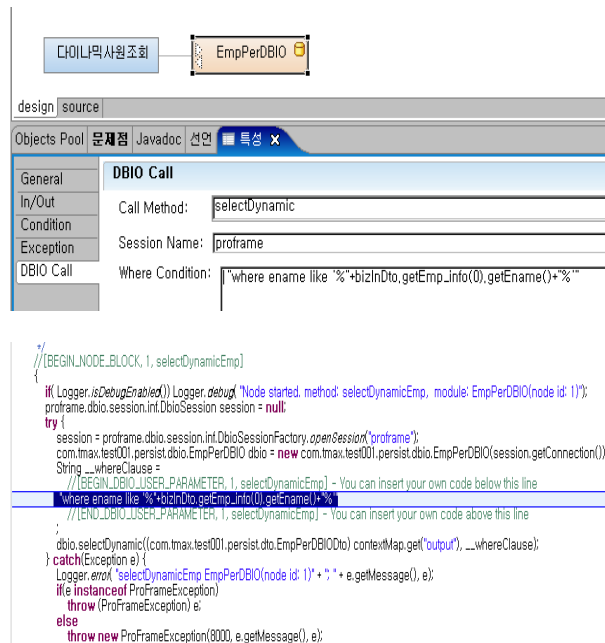 다이나믹사원조회
EmpPerDBIO
design source
Objects Pool 문제점 Javadoc 선언 특성
General
In/Out
Condition
Exception
DBIO Call
DBIO Call
Call Method: selectDynamic
Session Name: proframe
Where Condition: "where ename like '%"+bizInDto.getEmp_info(0).getEname()+"%'"
*/
//[BEGIN_NODE_BLOCK, 1, selectDynamicEmp]
{
if( Logger.isDebugEnabled()) Logger.debug( "Node started, method: selectDynamicEmp, module: EmpPerDBIO(node id: 1)");
proframe.dbio.session.inf.DbioSession session = null;
try {
session = proframe.dbio.session.inf.DbioSessionFactory.openSession("proframe");
com.tmax.test001.persist.dbio.EmpPerDBIO dbio = new com.tmax.test001.persist.dbio.EmpPerDBIO(session.getConnection())
String __whereClause =
//[BEGIN_DBIO_USER_PARAMETER, 1, selectDynamicEmp] - You can insert your own code below this line
"where ename like '%"+bizInDto.getEmp_info(0).getEname()+"%'"
//[END_DBIO_USER_PARAMETER, 1, selectDynamicEmp] - You can insert your own code above this line
;
dbio.selectDynamic((com.tmax.test001.persist.dto.EmpPerDBIODto) contextMap.get("output"), __whereClause);
} catch(Exception e) {
Logger.error( "selectDynamicEmp EmpPerDBIO(node id: 1)" + ": " + e.getMessage(), e);
if(e instanceof ProFrameException)
throw (ProFrameException) e;
else
throw new ProFrameException(8000, e.getMessage(), e);